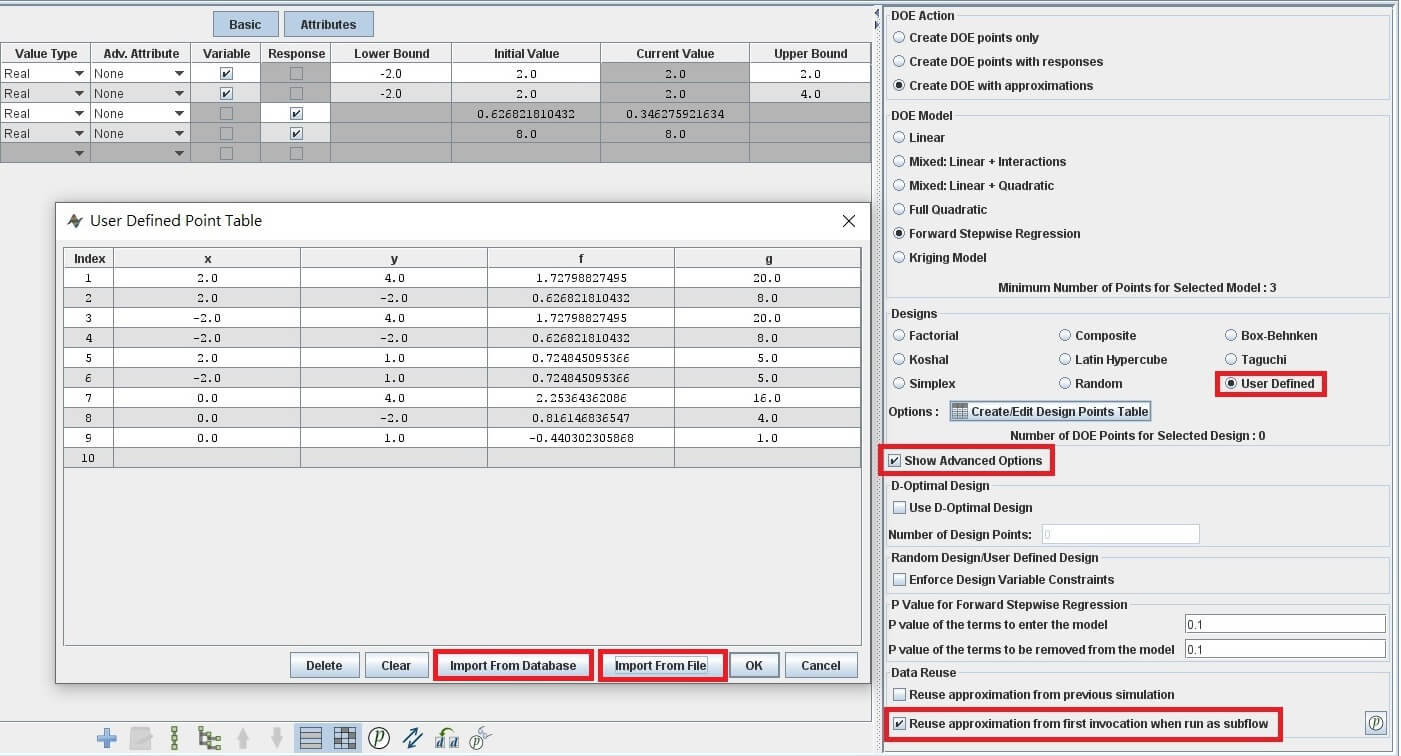 Basic Attributes
Value Type Adv. Attribute Variable Response Lower Bound Initial Value Current Value Upper Bound
Real None -2.0 2.0 2.0 2.0
Real None -2.0 2.0 2.0 4.0
Real None 0.626821810432 0.346275921634
Real None 8.0 8.0
User Defined Point Table
Index x y f g
1 2.0 4.0 1.72798827495 20.0
2 2.0 -2.0 0.626821810432 8.0
3 -2.0 4.0 1.72798827495 20.0
4 -2.0 -2.0 0.626821810432 8.0
5 2.0 1.0 0.724845095366 5.0
6 -2.0 1.0 0.724845095366 5.0
7 0.0 4.0 2.25364362086 16.0
8 0.0 -2.0 0.816146836547 4.0
9 0.0 1.0 -0.440302305868 1.0
10
Delete Clear Import From Database Import From File OK Cancel
DOE Action
Create DOE points only
Create DOE points with responses
Create DOE with approximations
DOE Model
Linear
Mixed: Linear + Interactions
Mixed: Linear + Quadratic
Full Quadratic
Forward Stepwise Regression
Kriging Model
Minimum Number of Points for Selected Model : 3
Designs
Factorial Composite Box-Behnken
Koshal Latin Hypercube Taguchi
Simplex Random User Defined
Options : Create/Edit Design Points Table
Number of DOE Points for Selected Design : 0
Show Advanced Options
D-Optimal Design
Use D-Optimal Design
Number of Design Points: 0
Random Design/User Defined Design
Enforce Design Variable Constraints
P Value for Forward Stepwise Regression
P value of the terms to enter the model 0.1
P value of the terms to be removed from the model 0.1
Data Reuse
Reuse approximation from previous simulation
Reuse approximation from first invocation when run as subflow